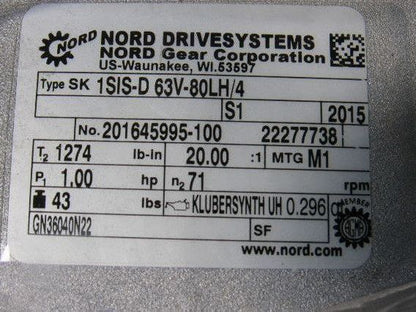 NORD NORD DRIVESYSTEMS
NORD Gear Corporation
US-Waunakee, WI.53597
Type SK 1SIS-D 63V-80LH/4
S1 2015
No. 201645995-100 22277738
T2 1274 lb-in 20.00 :1 MTG M1
P1 1.00 hp n2 71 rpm
43 lbs KLUBERSYNTH UH 0.296
GN36040N22 SF
MEMBER
www.nord.com